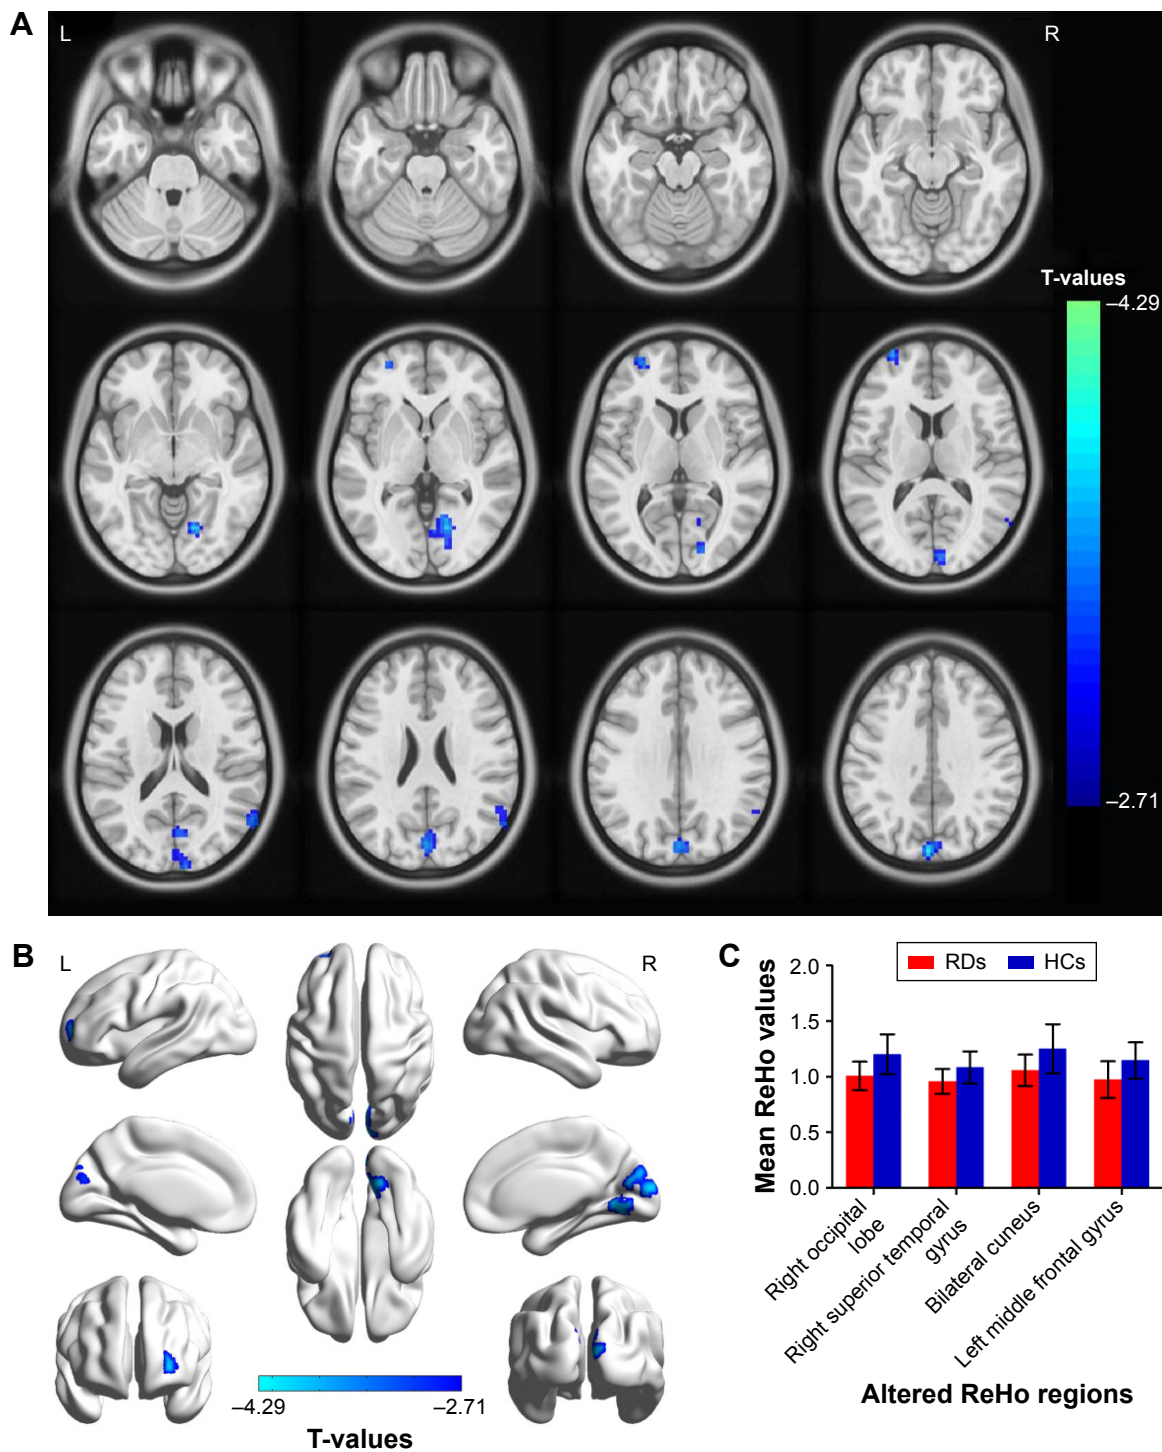 A
L
R
T-values
–4.29
–2.71
B
L
R
–4.29
–2.71
T-values
C
RDs
HCs
Mean ReHo values
2.0
1.5
1.0
0.5
0.0
Right occipital
lobe
Right superior temporal
gyrus
Bilateral cuneus
Left middle frontal gyrus
Altered ReHo regions